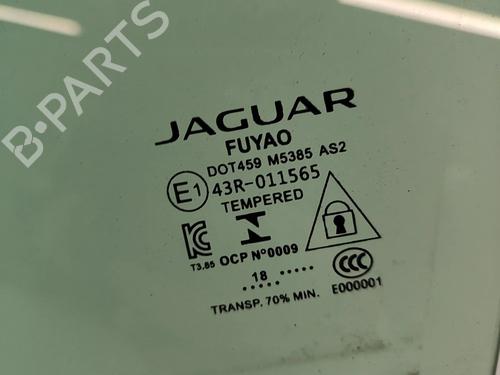 B-PARTS
JAGUAR
FUYAO
DOT459 M5385 AS2
E1 43R-011565
TEMPERED
T3.85 OCP N°0009
CCC
..... 18 .....
E000001
TRANSP. 70% MIN.